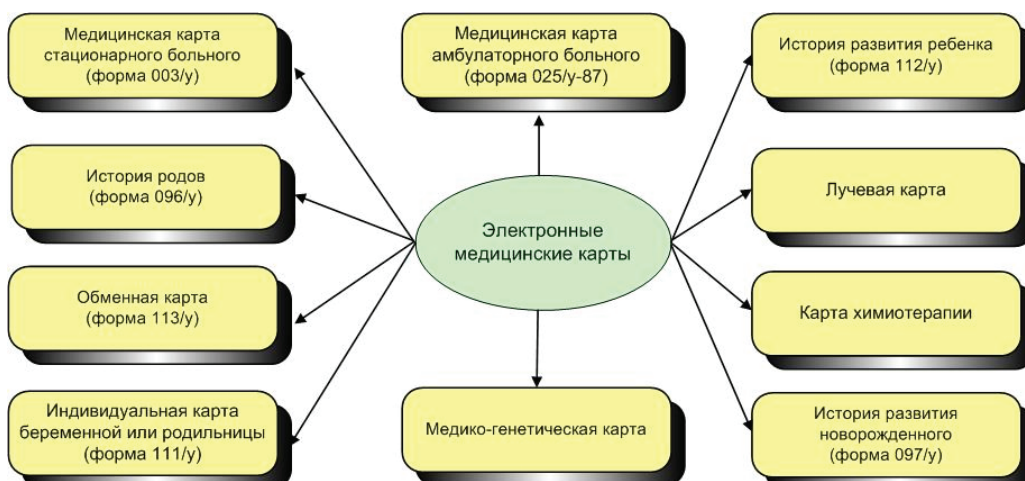 Медицинская карта
стационарного больного
(форма 003/у)
Медицинская карта
амбулаторного больного
(форма 025/у-87)
История развития ребенка
(форма 112/у)
История родов
(форма 096/у)
Лучевая карта
Электронные
медицинские карты
Обменная карта
(форма 113/у)
Карта химиотерапии
Индивидуальная карта
беременной или родильницы
(форма 111/у)
Медико-генетическая карта
История развития
новорожденного
(форма 097/у)